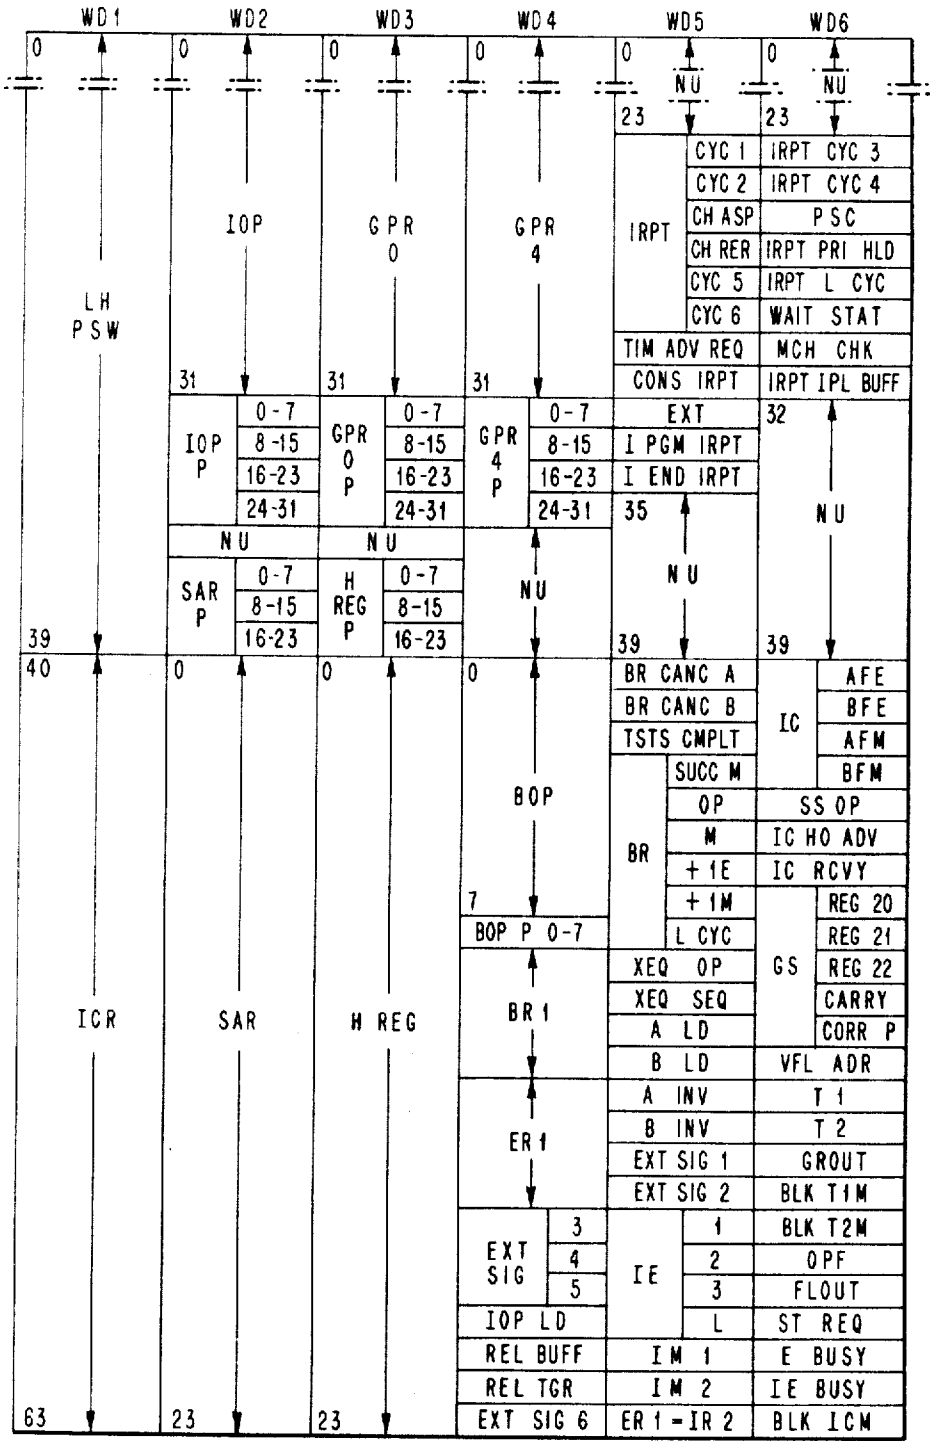 WD1 WD2 WD3 WD4 WD5 WD6
0 0 0 0 0 0
NU NU
23 23
IRPT CYC 1 IRPT CYC 3
CYC 2 IRPT CYC 4
CH ASP PSC
CH RER IRPT PRI HLD
CYC 5 IRPT L CYC
CYC 6 WAIT STAT
LH PSW IOP GPR 0 GPR 4
TIM ADV REQ MCH CHK
31 31 31 CONS IRPT IRPT IPL BUFF
IOP P 0-7 GPR 0 P 0-7 GPR 4 P 0-7 EXT 32
8-15 8-15 8-15 I PGM IRPT
16-23 16-23 16-23 I END IRPT
24-31 24-31 24-31 35 NU
NU NU
SAR P 0-7 H REG P 0-7 NU NU
8-15 8-15
39 16-23 16-23 39 39
40 0 0 0 BR CANC A IC AFE
BR CANC B BFE
TSTS CMPLT AFM
BR SUCC M BFM
BOP OP SS OP
M IC HO ADV
+1E IC RCVY
7 +1M GS REG 20
BOP P 0-7 L CYC REG 21
XEQ OP REG 22
XEQ SEQ CARRY
ICR SAR H REG BR1 A LD CORR P
B LD VFL ADR
A INV T1
ER1 B INV T2
EXT SIG 1 GROUT
EXT SIG 2 BLK T1M
EXT SIG 3 IE 1 BLK T2M
4 2 OPF
5 3 FLOUT
IOP LD L ST REQ
REL BUFF IM 1 E BUSY
REL TGR IM 2 IE BUSY
63 23 23 EXT SIG 6 ER1=IR2 BLK ICM